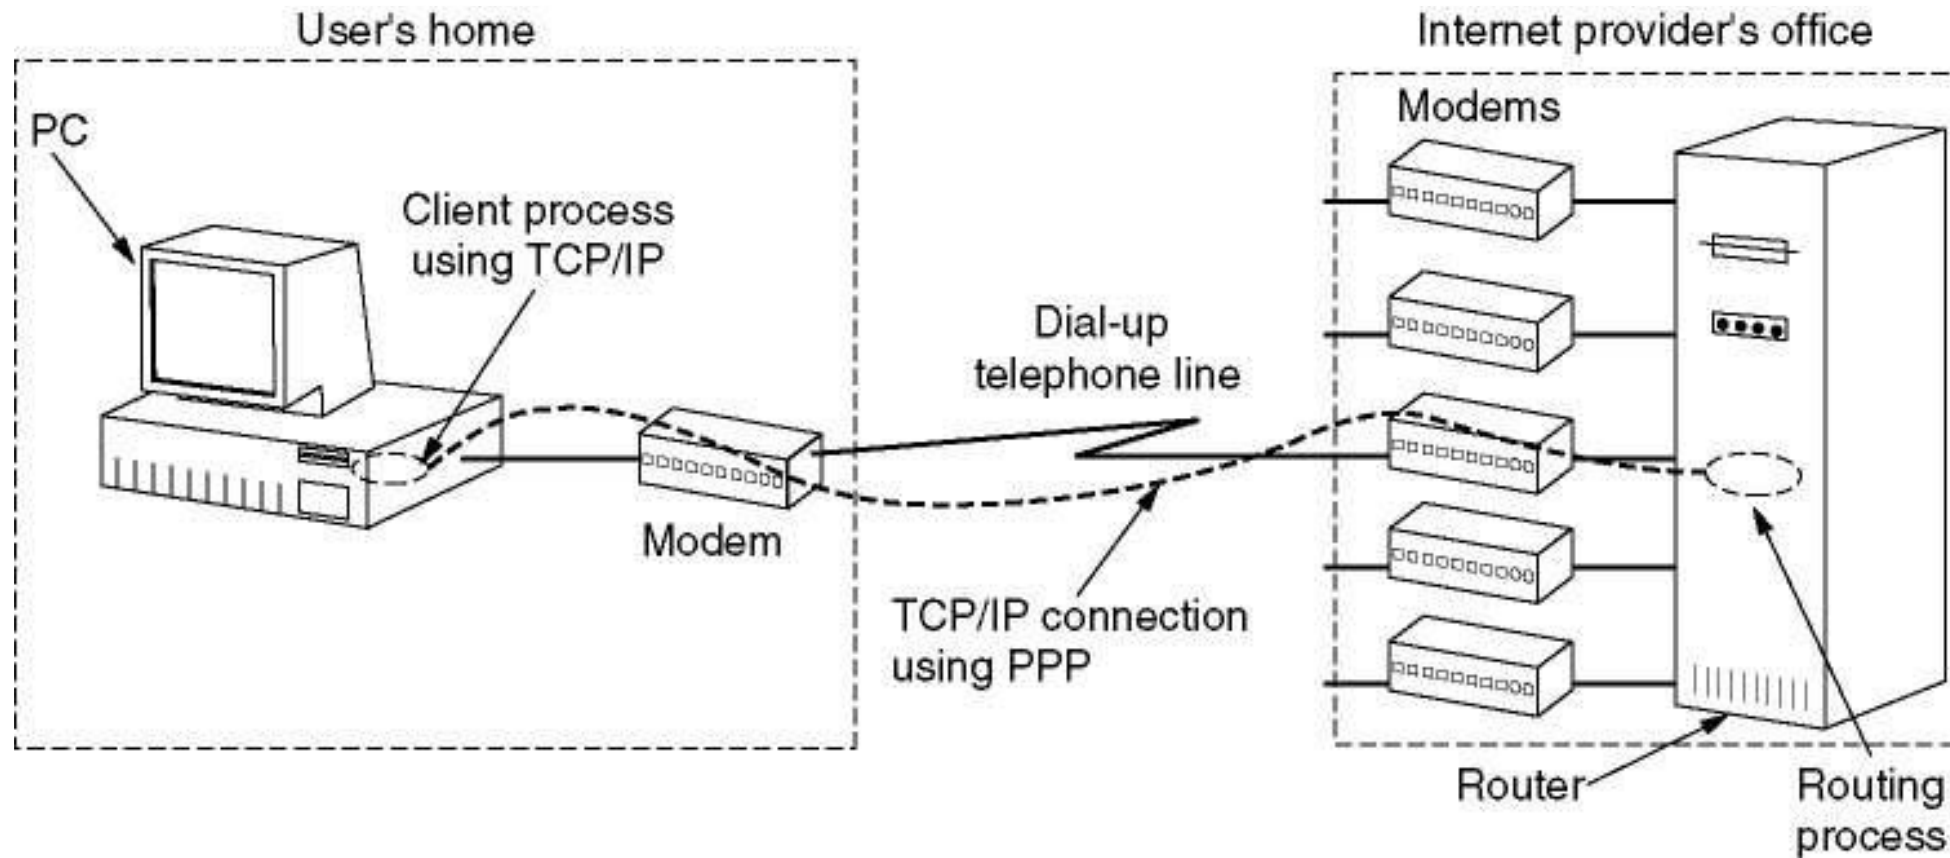 User's home
Internet provider's office
PC
Client process
using TCP/IP
Modems
Dial-up
telephone line
Modem
TCP/IP connection
using PPP
Router
Routing
process